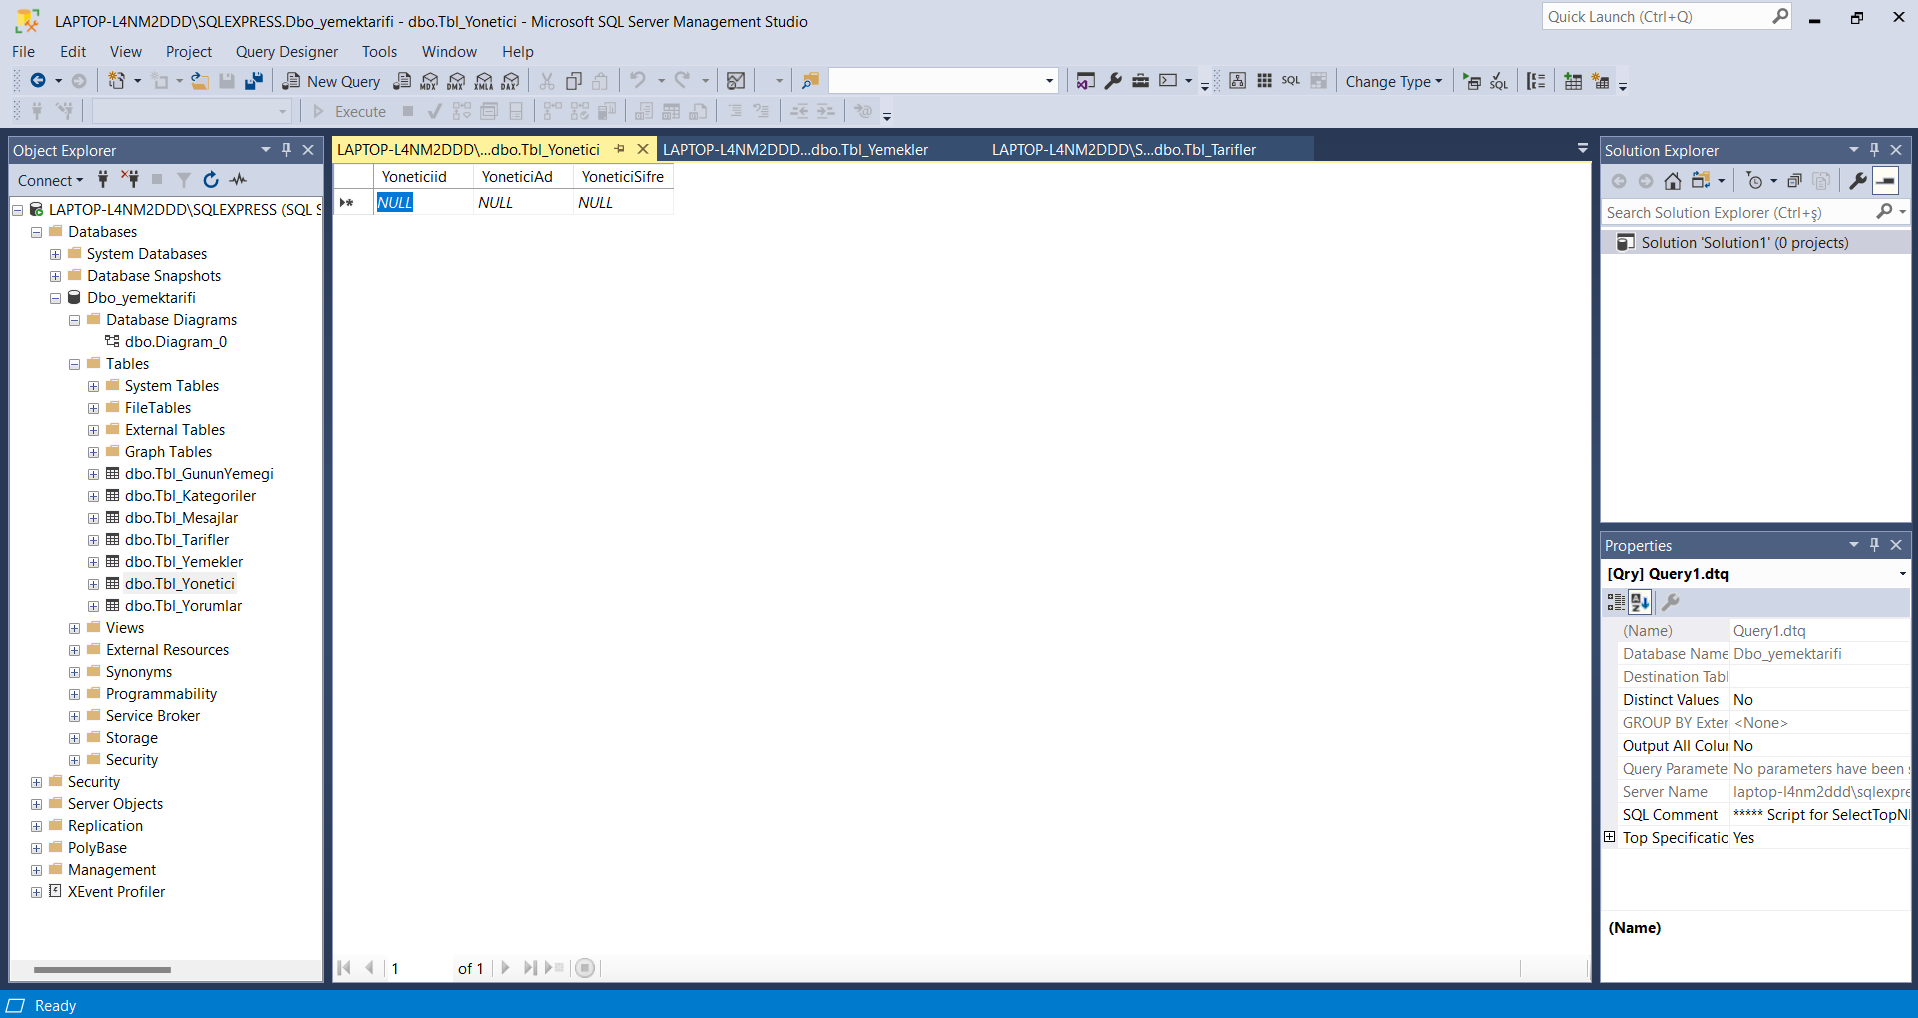 LAPTOP-L4NM2DDD\SQLEXPRESS.Dbo_yemektarifi - dbo.Tbl_Yonetici - Microsoft SQL Server Management Studio
Quick Launch (Ctrl+Q)
File Edit View Project Query Designer Tools Window Help
New Query MDX DMX XMLA DAX SQL Change Type SQL
Execute
Object Explorer
Connect
LAPTOP-L4NM2DDD\SQLEXPRESS (SQL S
Databases
System Databases
Database Snapshots
Dbo_yemektarifi
Database Diagrams
dbo.Diagram_0
Tables
System Tables
FileTables
External Tables
Graph Tables
dbo.Tbl_GununYemegi
dbo.Tbl_Kategoriler
dbo.Tbl_Mesajlar
dbo.Tbl_Tarifler
dbo.Tbl_Yemekler
dbo.Tbl_Yonetici
dbo.Tbl_Yorumlar
Views
External Resources
Synonyms
Programmability
Service Broker
Storage
Security
Security
Server Objects
Replication
PolyBase
Management
XEvent Profiler
LAPTOP-L4NM2DDD\...dbo.Tbl_Yonetici LAPTOP-L4NM2DDD...dbo.Tbl_Yemekler LAPTOP-L4NM2DDD\S...dbo.Tbl_Tarifler
Yoneticiid YoneticiAd YoneticiSifre
NULL NULL NULL
1 of 1
Solution Explorer
Search Solution Explorer (Ctrl+ş)
Solution 'Solution1' (0 projects)
Properties
[Qry] Query1.dtq
(Name) Query1.dtq
Database Name Dbo_yemektarifi
Destination Tabl
Distinct Values No
GROUP BY Exter <None>
Output All Colur No
Query Paramete No parameters have been s
Server Name laptop-l4nm2ddd\sqlexpre
SQL Comment ***** Script for SelectTopN
Top Specificatio Yes
(Name)
Ready